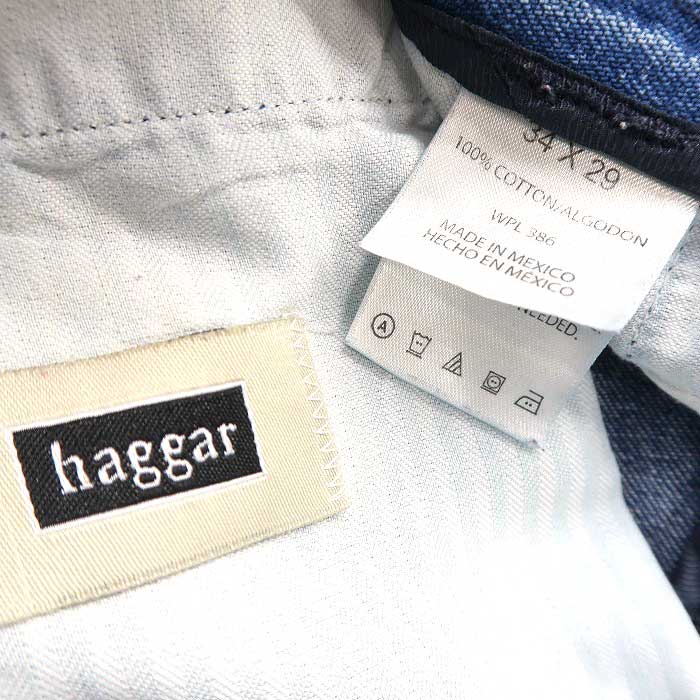 34 X 29
100% COTTON/ALGODON
WPL 386
MADE IN MEXICO
HECHO EN MEXICO
NEEDED.
A
haggar